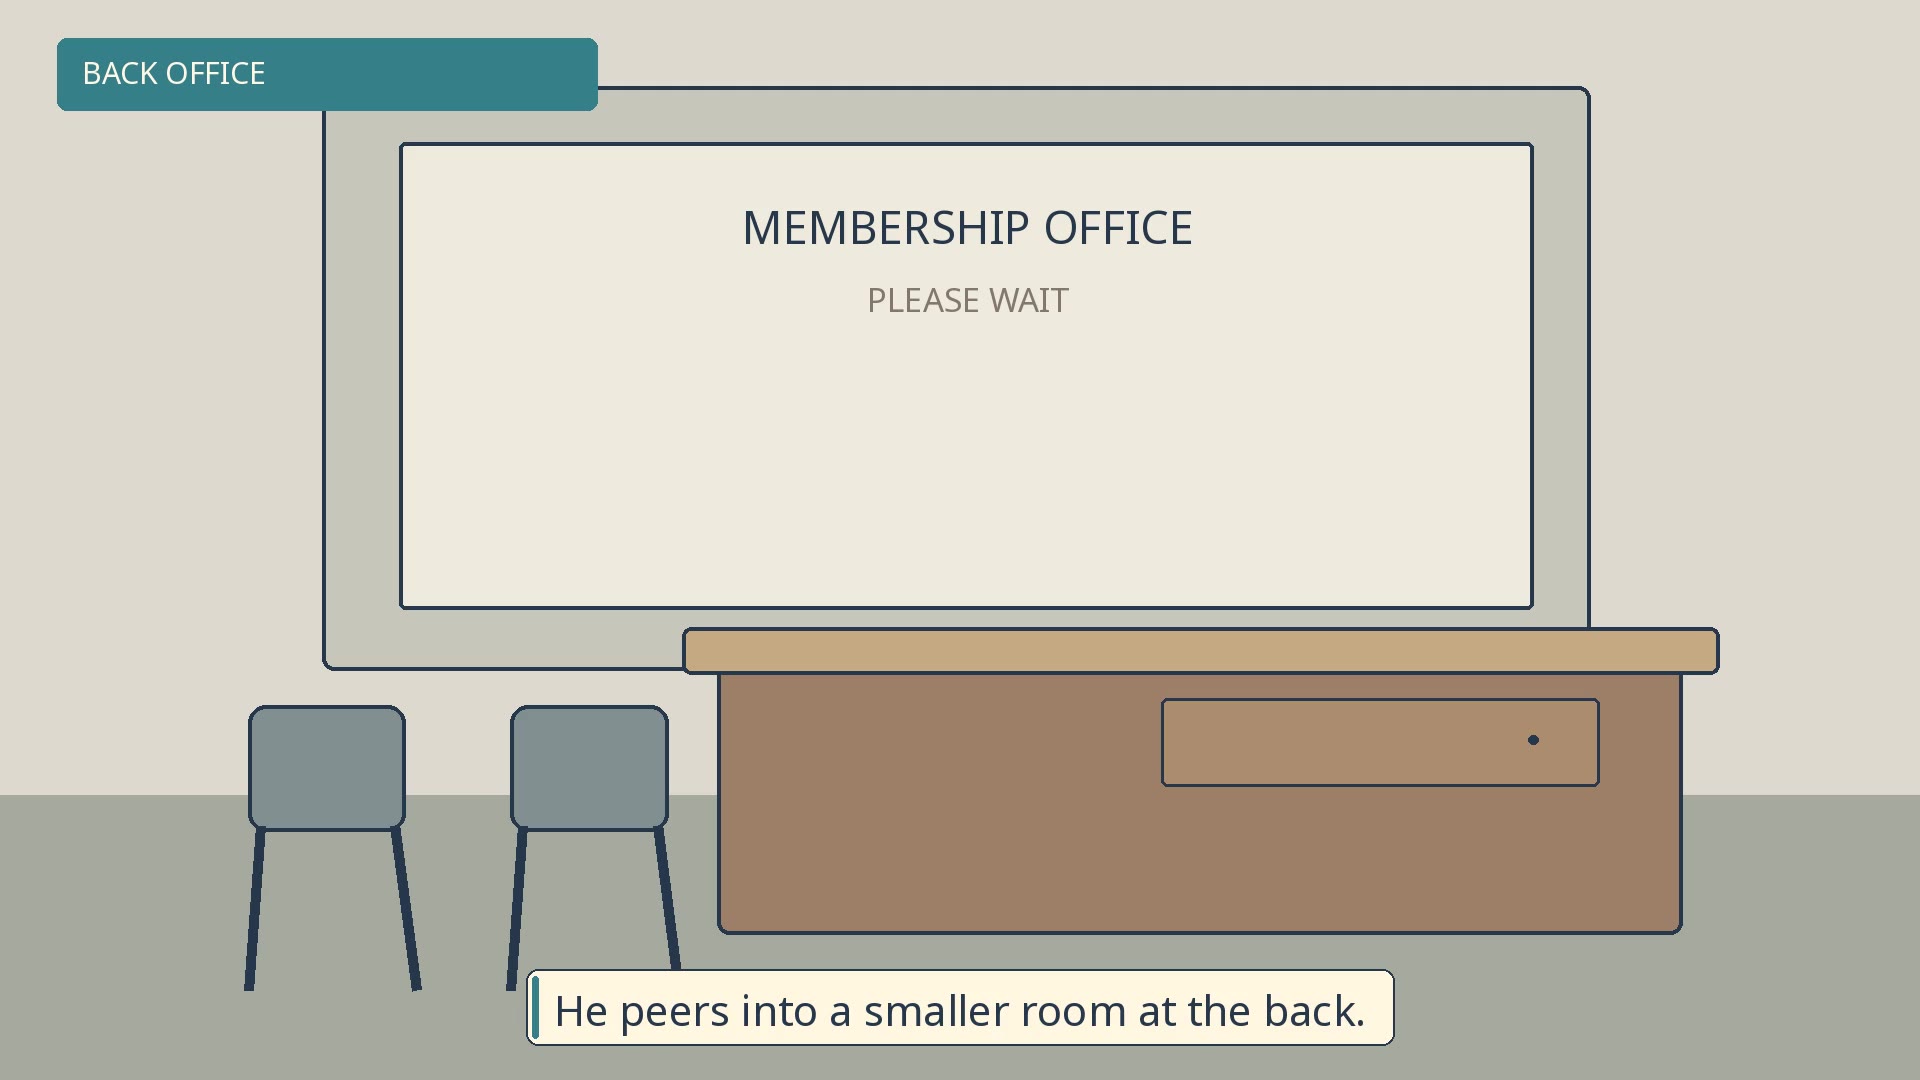 BACK OFFICE
MEMBERSHIP OFFICE
PLEASE WAIT
He peers into a smaller room at the back.